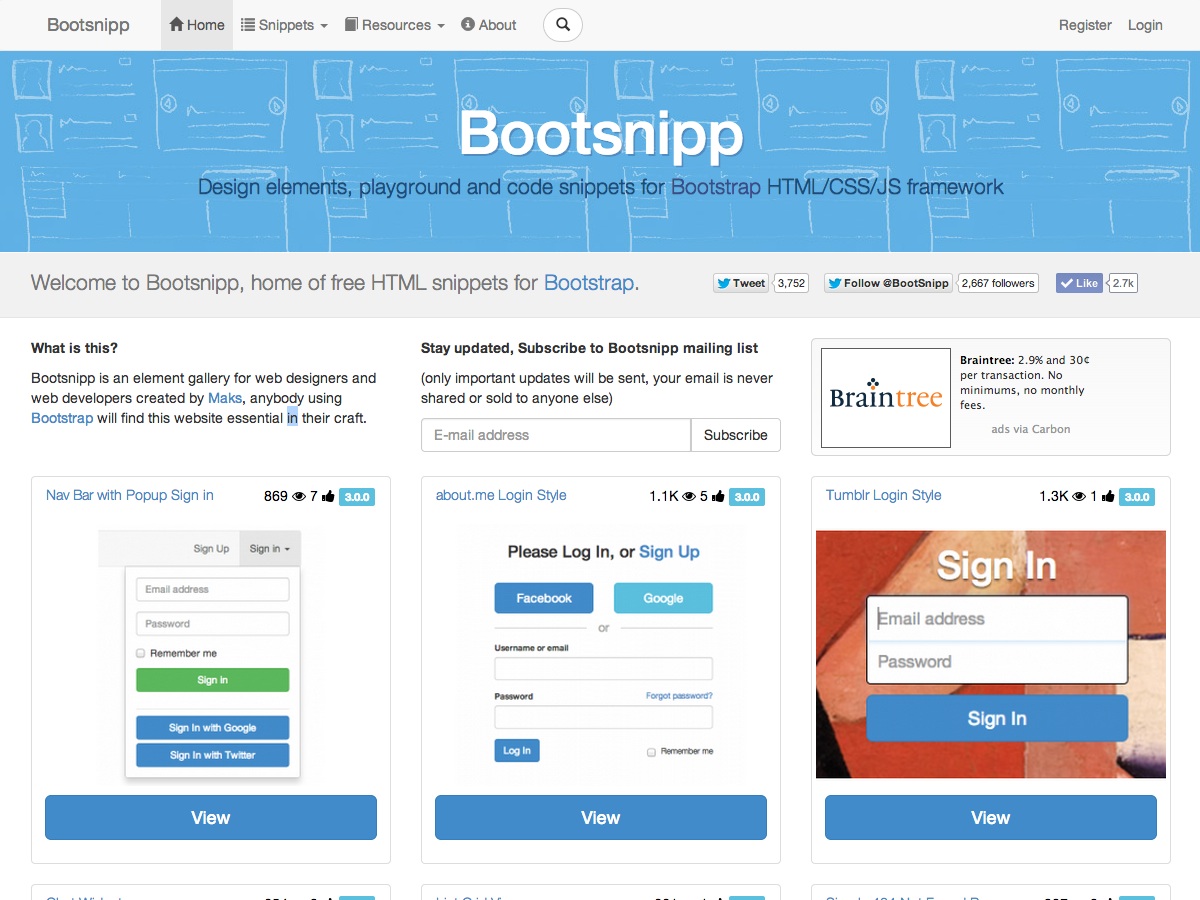 Bootsnipp Home Snippets Resources About Register Login
Bootsnipp
Design elements, playground and code snippets for Bootstrap HTML/CSS/JS framework
Welcome to Bootsnipp, home of free HTML snippets for Bootstrap.
Tweet 3,752 Follow @BootSnipp 2,667 followers Like 2.7k
What is this?
Bootsnipp is an element gallery for web designers and
web developers created by Maks, anybody using
Bootstrap will find this website essential in their craft.
Stay updated, Subscribe to Bootsnipp mailing list
(only important updates will be sent, your email is never
shared or sold to anyone else)
E-mail address Subscribe
Braintree
Braintree: 2.9% and 30¢
per transaction. No
minimums, no monthly
fees.
ads via Carbon
Nav Bar with Popup Sign in 869 7 3.0.0
Sign Up Sign in
Email address
Password
Remember me
Sign in
Sign In with Google
Sign In with Twitter
View
about.me Login Style 1.1K 5 3.0.0
Please Log In, or Sign Up
Facebook Google
or
Username or email
Password Forgot password?
Log In Remember me
View
Tumblr Login Style 1.3K 1 3.0.0
Sign In
Email address
Password
Sign In
View